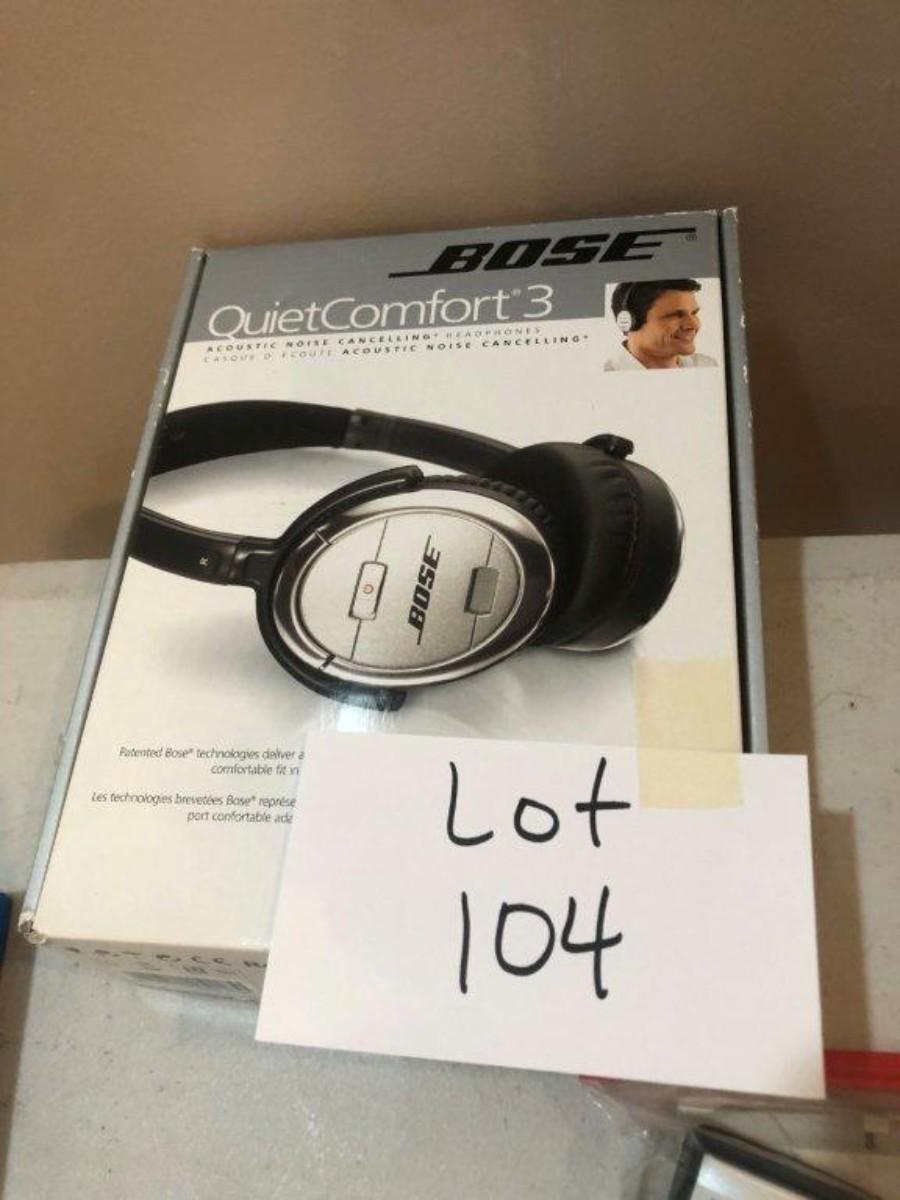 BOSE®
QuietComfort® 3
ACOUSTIC NOISE CANCELLING® HEADPHONES
CASQUE D'ÉCOUTE ACOUSTIC NOISE CANCELLING®
R
BOSE
Patented Bose® technologies deliver a
comfortable fit in
Les technologies brevetées Bose® représe
port confortable ada
Lot
104